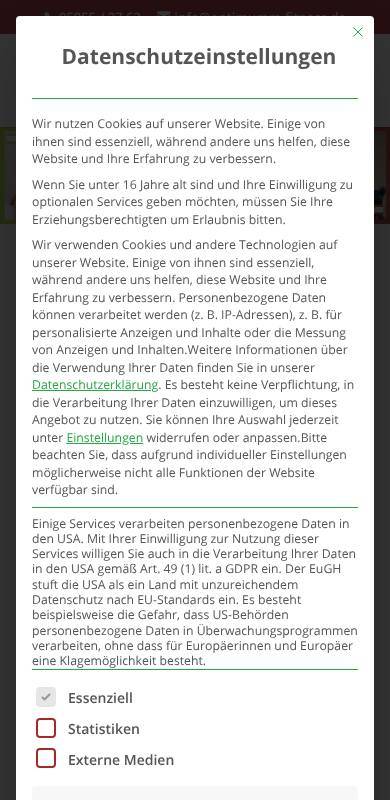 Datenschutzeinstellungen
Wir nutzen Cookies auf unserer Website. Einige von
ihnen sind essenziell, während andere uns helfen, diese
Website und Ihre Erfahrung zu verbessern.
Wenn Sie unter 16 Jahre alt sind und Ihre Einwilligung zu
optionalen Services geben möchten, müssen Sie Ihre
Erziehungsberechtigten um Erlaubnis bitten.
Wir verwenden Cookies und andere Technologien auf
unserer Website. Einige von ihnen sind essenziell,
während andere uns helfen, diese Website und Ihre
Erfahrung zu verbessern. Personenbezogene Daten
können verarbeitet werden (z. B. IP-Adressen), z. B. für
personalisierte Anzeigen und Inhalte oder die Messung
von Anzeigen und Inhalten.Weitere Informationen über
die Verwendung Ihrer Daten finden Sie in unserer
Datenschutzerklärung. Es besteht keine Verpflichtung, in
die Verarbeitung Ihrer Daten einzuwilligen, um dieses
Angebot zu nutzen. Sie können Ihre Auswahl jederzeit
unter Einstellungen widerrufen oder anpassen.Bitte
beachten Sie, dass aufgrund individueller Einstellungen
möglicherweise nicht alle Funktionen der Website
verfügbar sind.
Einige Services verarbeiten personenbezogene Daten in
den USA. Mit Ihrer Einwilligung zur Nutzung dieser
Services willigen Sie auch in die Verarbeitung Ihrer Daten
in den USA gemäß Art. 49 (1) lit. a GDPR ein. Der EuGH
stuft die USA als ein Land mit unzureichendem
Datenschutz nach EU-Standards ein. Es besteht
beispielsweise die Gefahr, dass US-Behörden
personenbezogene Daten in Überwachungsprogrammen
verarbeiten, ohne dass für Europäerinnen und Europäer
eine Klagemöglichkeit besteht.
Essenziell
Statistiken
Externe Medien